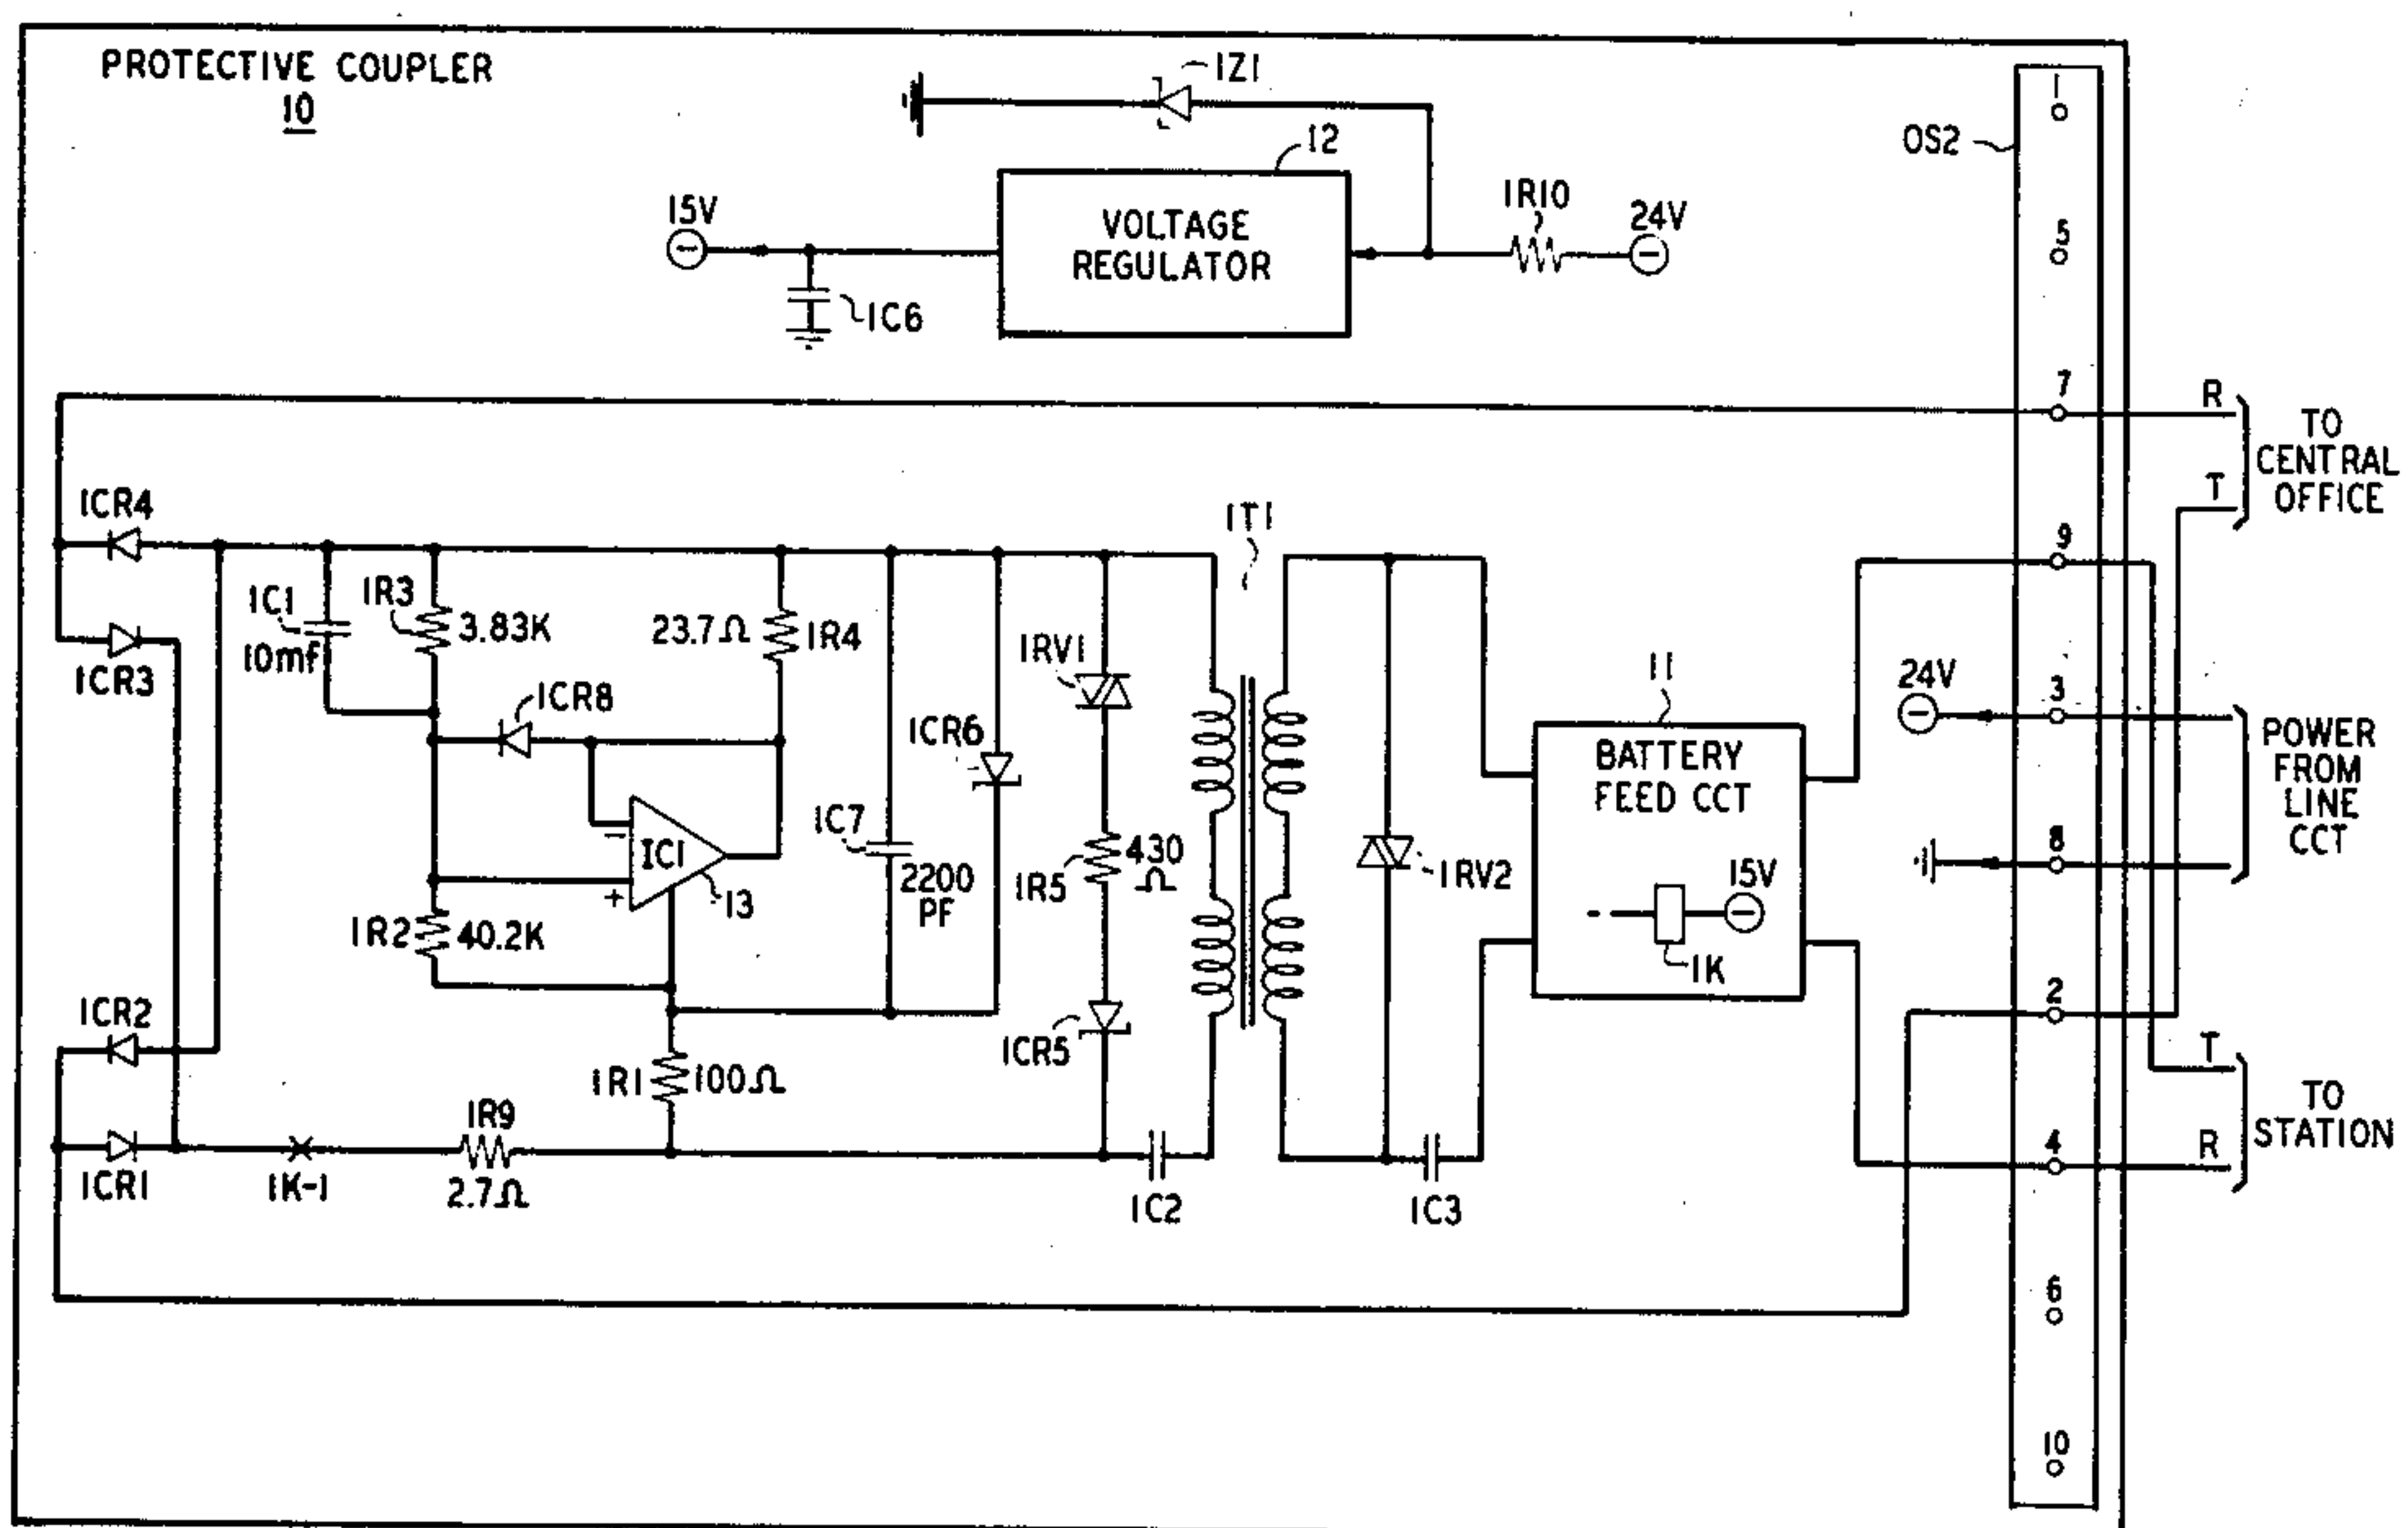 PROTECTIVE COUPLER
10
1Z1
12
15V
VOLTAGE
REGULATOR
1R10
24V
1C6
OS2
1
5
7
R
T
TO
CENTRAL
OFFICE
9
1CR4
1CR3
1C1
10mf
1R3
3.83K
23.7Ω
1R4
1CR8
1CR6
1RV1
1T1
IC1
-
+
13
1R2
40.2K
1C7
2200
PF
1R5
430
Ω
1RV2
11
BATTERY
FEED CCT
15V
1K
24V
3
8
POWER
FROM
LINE
CCT
2
1CR2
1CR1
1K-1
1R9
2.7Ω
1R1
100Ω
1CR5
1C2
1C3
T
4
R
TO
STATION
6
10